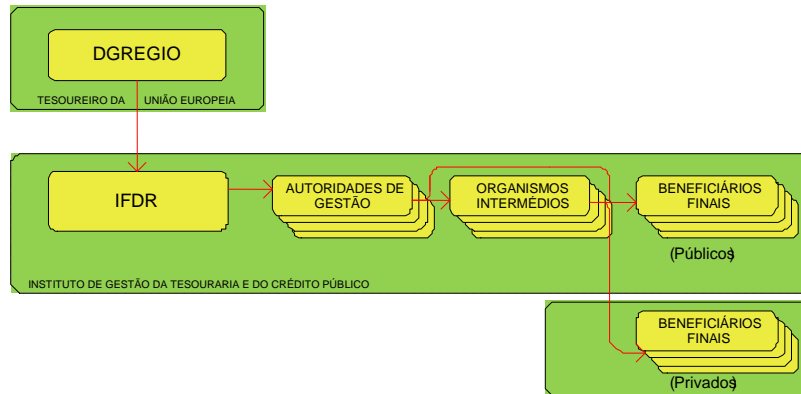 DGREGIO
TESOUREIRO DA UNIÃO EUROPEIA
IFDR
AUTORIDADES DE
GESTÃO
ORGANISMOS
INTERMÉDIOS
BENEFICIÁRIOS
FINAIS
(Públicos)
INSTITUTO DE GESTÃO DA TESOURARIA E DO CRÉDITO PÚBLICO
BENEFICIÁRIOS
FINAIS
(Privados)